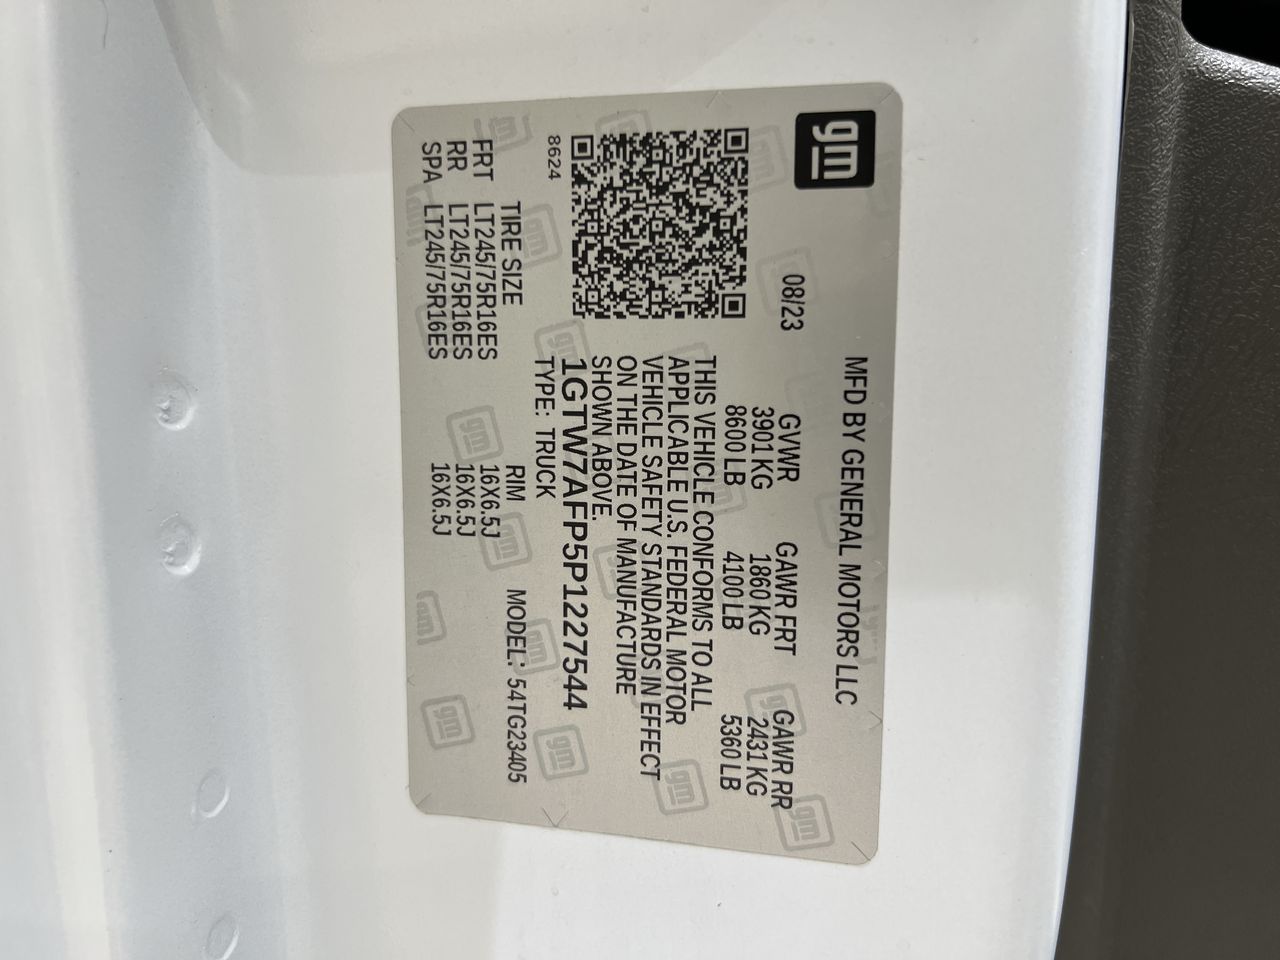 gm
MFD BY GENERAL MOTORS LLC
08/23 GVWR GAWR FRT GAWR RR
3901 KG 1860 KG 2431 KG
8600 LB 4100 LB 5360 LB
THIS VEHICLE CONFORMS TO ALL
APPLICABLE U.S. FEDERAL MOTOR
VEHICLE SAFETY STANDARDS IN EFFECT
ON THE DATE OF MANUFACTURE
SHOWN ABOVE.
1GTW7AFP5P1227544
8624 TYPE: TRUCK
TIRE SIZE RIM MODEL: 54TG23405
FRT LT245/75R16ES 16X6.5J
RR LT245/75R16ES 16X6.5J
SPA LT245/75R16ES 16X6.5J